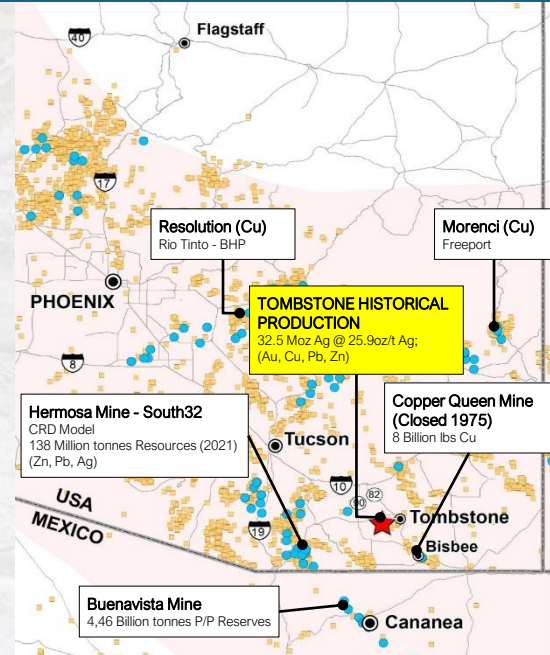 40
Flagstaff
17
Resolution (Cu)
Rio Tinto - BHP
Morenci (Cu)
Freeport
PHOENIX
TOMBSTONE HISTORICAL
PRODUCTION
32.5 Moz Ag @ 25.9oz/t Ag;
(Au, Cu, Pb, Zn)
8
Hermosa Mine - South32
CRD Model
138 Million tonnes Resources (2021)
(Zn, Pb, Ag)
Copper Queen Mine
(Closed 1975)
8 Billion lbs Cu
Tucson
10
82
90
Tombstone
USA
MEXICO
19
Bisbee
Buenavista Mine
4,46 Billion tonnes P/P Reserves
Cananea